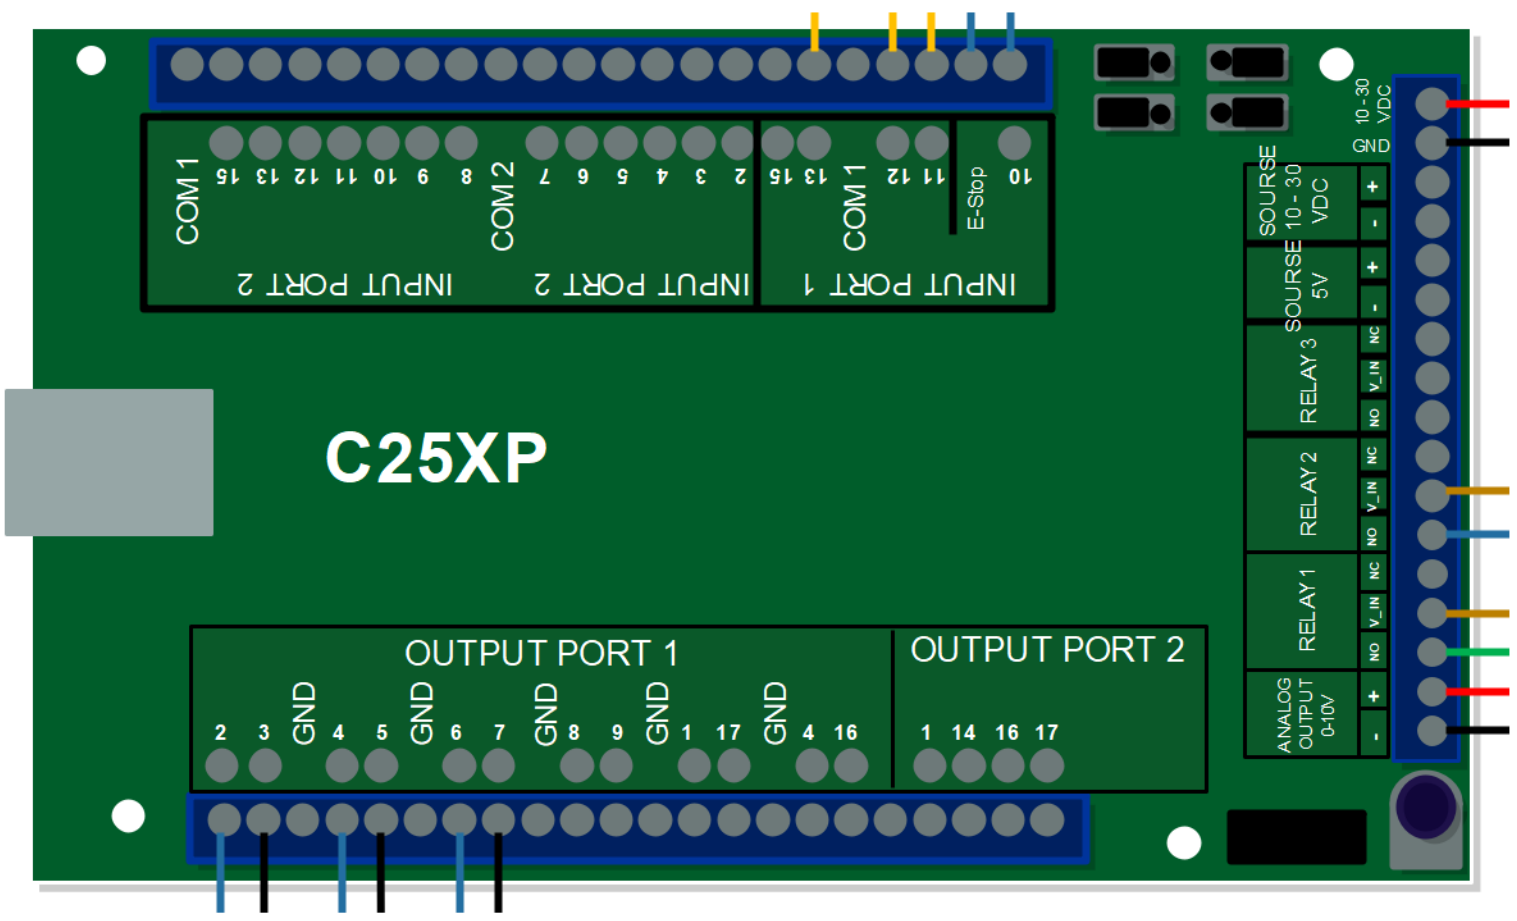 10 - 30
VDC
GND
COM 1
15 13 12 11 10 9 8
COM 2
7 6 5 4 3 2
15 13
COM 1
12 11
E-Stop
10
INPUT PORT 2
INPUT PORT 2
INPUT PORT 1
SOURSE
10 - 30
VDC
+
-
SOURSE
5V
+
-
RELAY 3
NC
V_IN
NO
C25XP
RELAY 2
NC
V_IN
NO
RELAY 1
NC
V_IN
NO
ANALOG
OUTPUT
0-10V
+
-
OUTPUT PORT 1
OUTPUT PORT 2
2 3 GND 4 5 GND 6 7 GND 8 9 GND 1 17 GND 4 16
1 14 16 17